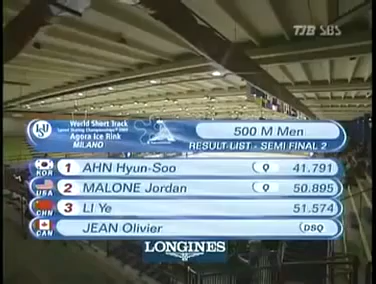 TJB SBS
ISU
World Short Track
Speed Skating Championships
Agora Ice Rink
MILANO
500 M Men
RESULT-LIST - SEMI FINAL 2
KOR 1 AHN Hyun-Soo Q 41.791
USA 2 MALONE Jordan Q 50.895
CHN 3 LI Ye 51.574
CAN JEAN Olivier DSQ
LONGINES